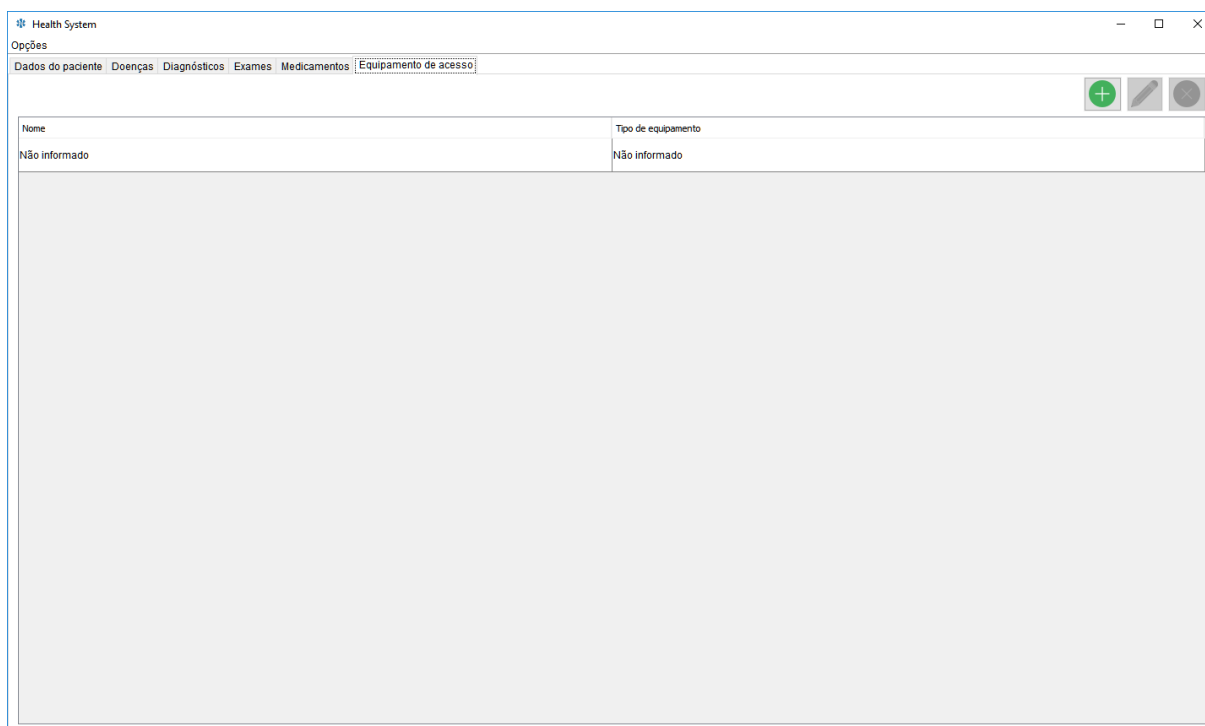 Health System
Opções
Dados do paciente Doenças Diagnósticos Exames Medicamentos Equipamento de acesso
Nome Tipo de equipamento
Não informado Não informado